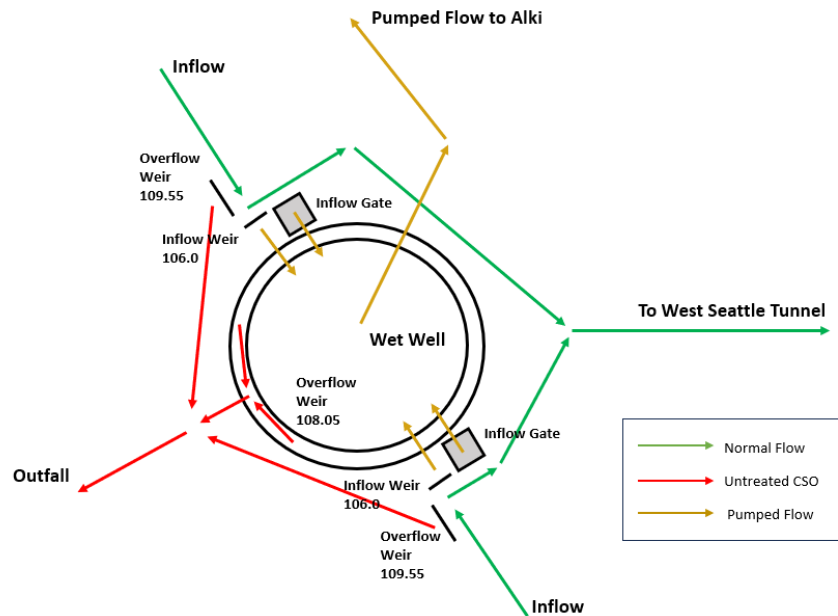 Pumped Flow to Alki
Inflow
Overflow
Weir
109.55
Inflow Gate
Inflow Weir
106.0
To West Seattle Tunnel
Wet Well
Overflow
Weir
108.05
Inflow Gate
Inflow Weir
106.0
Overflow
Weir
109.55
Outfall
Inflow
Normal Flow
Untreated CSO
Pumped Flow